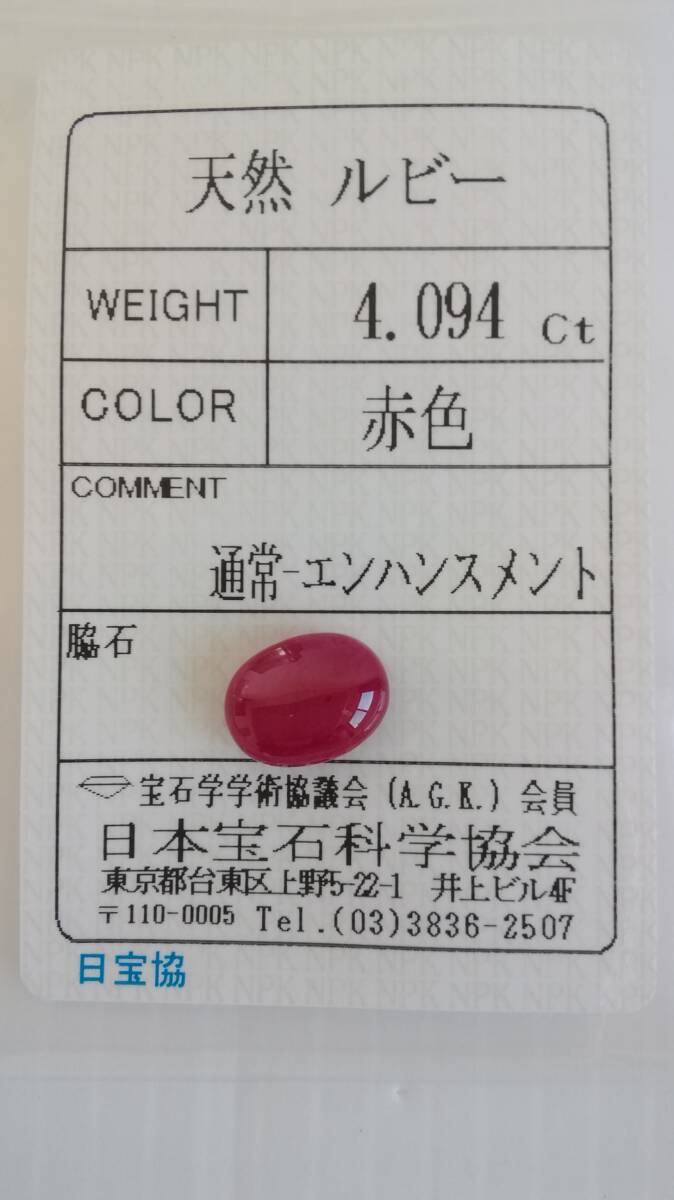 天然 ルビー
WEIGHT 4.094 Ct
COLOR 赤色
COMMENT
通常-エンハンスメント
脇石
宝石学学術協議会 (A.G.K.) 会員
日本宝石科学協会
東京都台東区上野5-22-1 井上ビル4F
〒110-0005 Tel.(03)3836-2507
日宝協